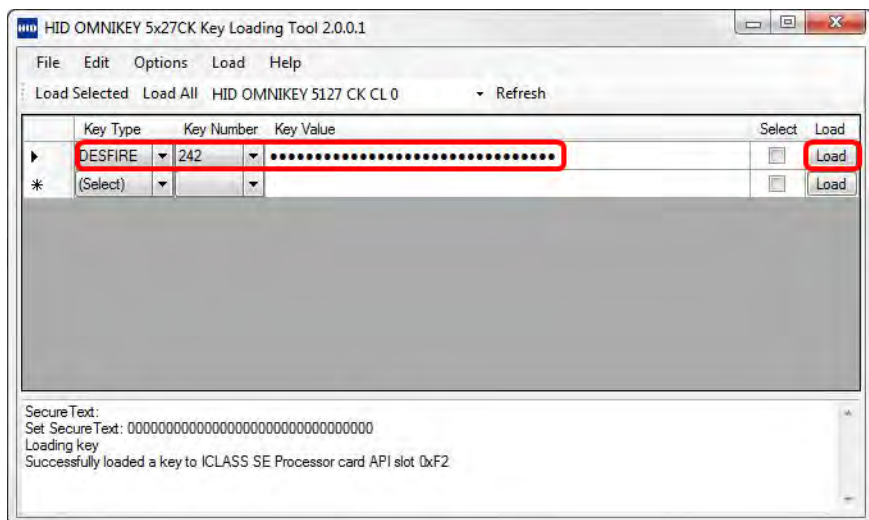 HID HID OMNIKEY 5x27CK Key Loading Tool 2.0.0.1
File Edit Options Load Help
Load Selected Load All HID OMNIKEY 5127 CK CL 0 Refresh
Key Type Key Number Key Value Select Load
DESFIRE 242 ●●●●●●●●●●●●●●●●●●●●●●●●●●●●●●●● Load
(Select) Load
SecureText:
Set SecureText: 00000000000000000000000000000000
Loading key
Successfully loaded a key to ICLASS SE Processor card API slot 0xF2